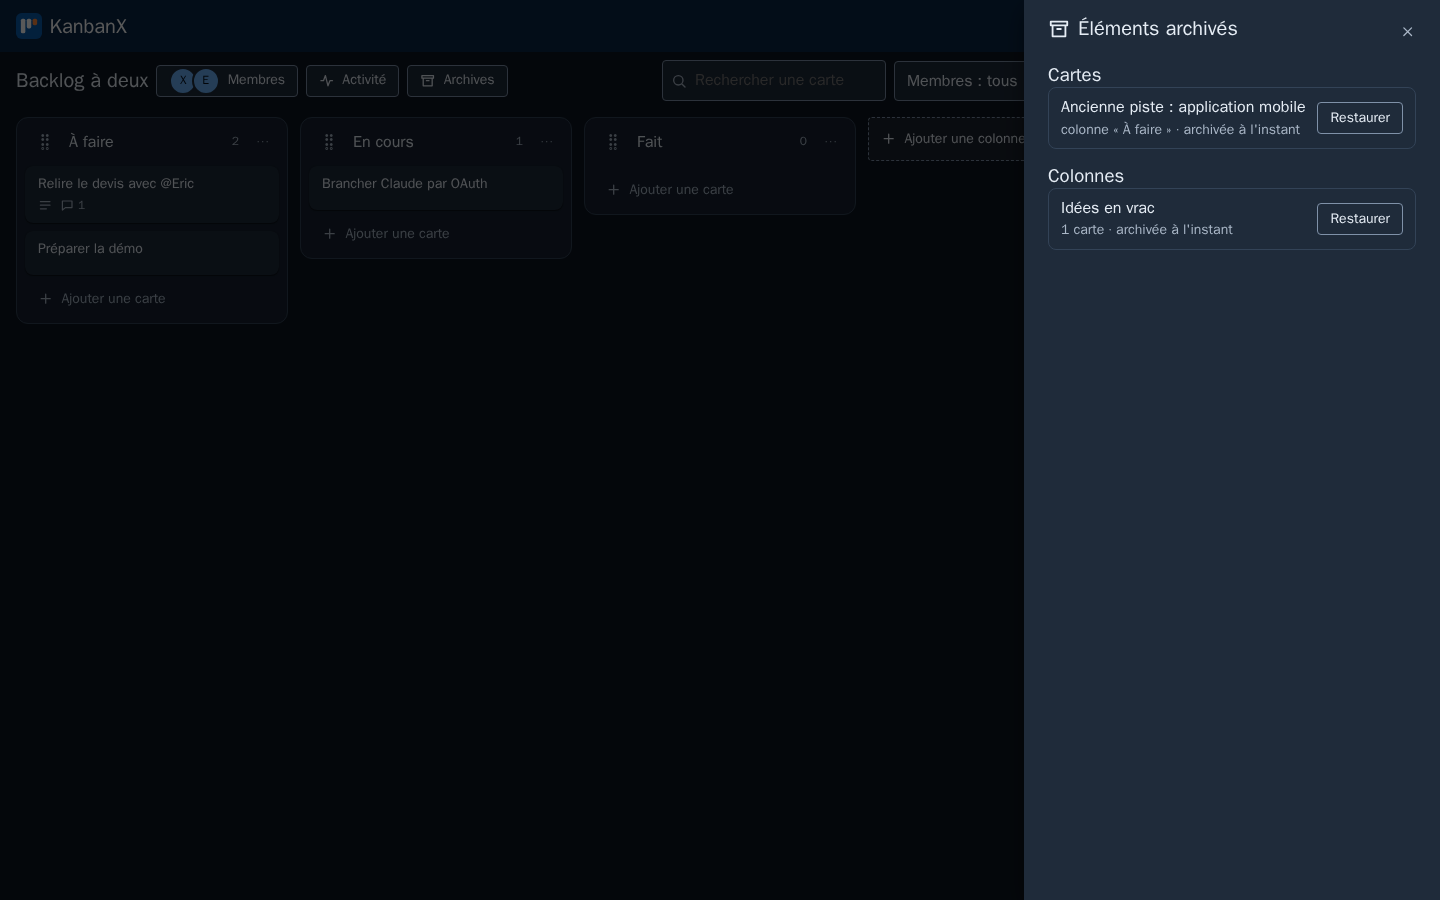 KanbanX
Backlog à deux
X E Membres
Activité
Archives
Rechercher une carte
Membres : tous
À faire 2 ···
Relire le devis avec @Eric
1
Préparer la démo
+ Ajouter une carte
En cours 1 ···
Brancher Claude par OAuth
+ Ajouter une carte
Fait 0 ···
+ Ajouter une carte
+ Ajouter une colonne
Éléments archivés ×
Cartes
Ancienne piste : application mobile
colonne « À faire » · archivée à l'instant
Restaurer
Colonnes
Idées en vrac
1 carte · archivée à l'instant
Restaurer